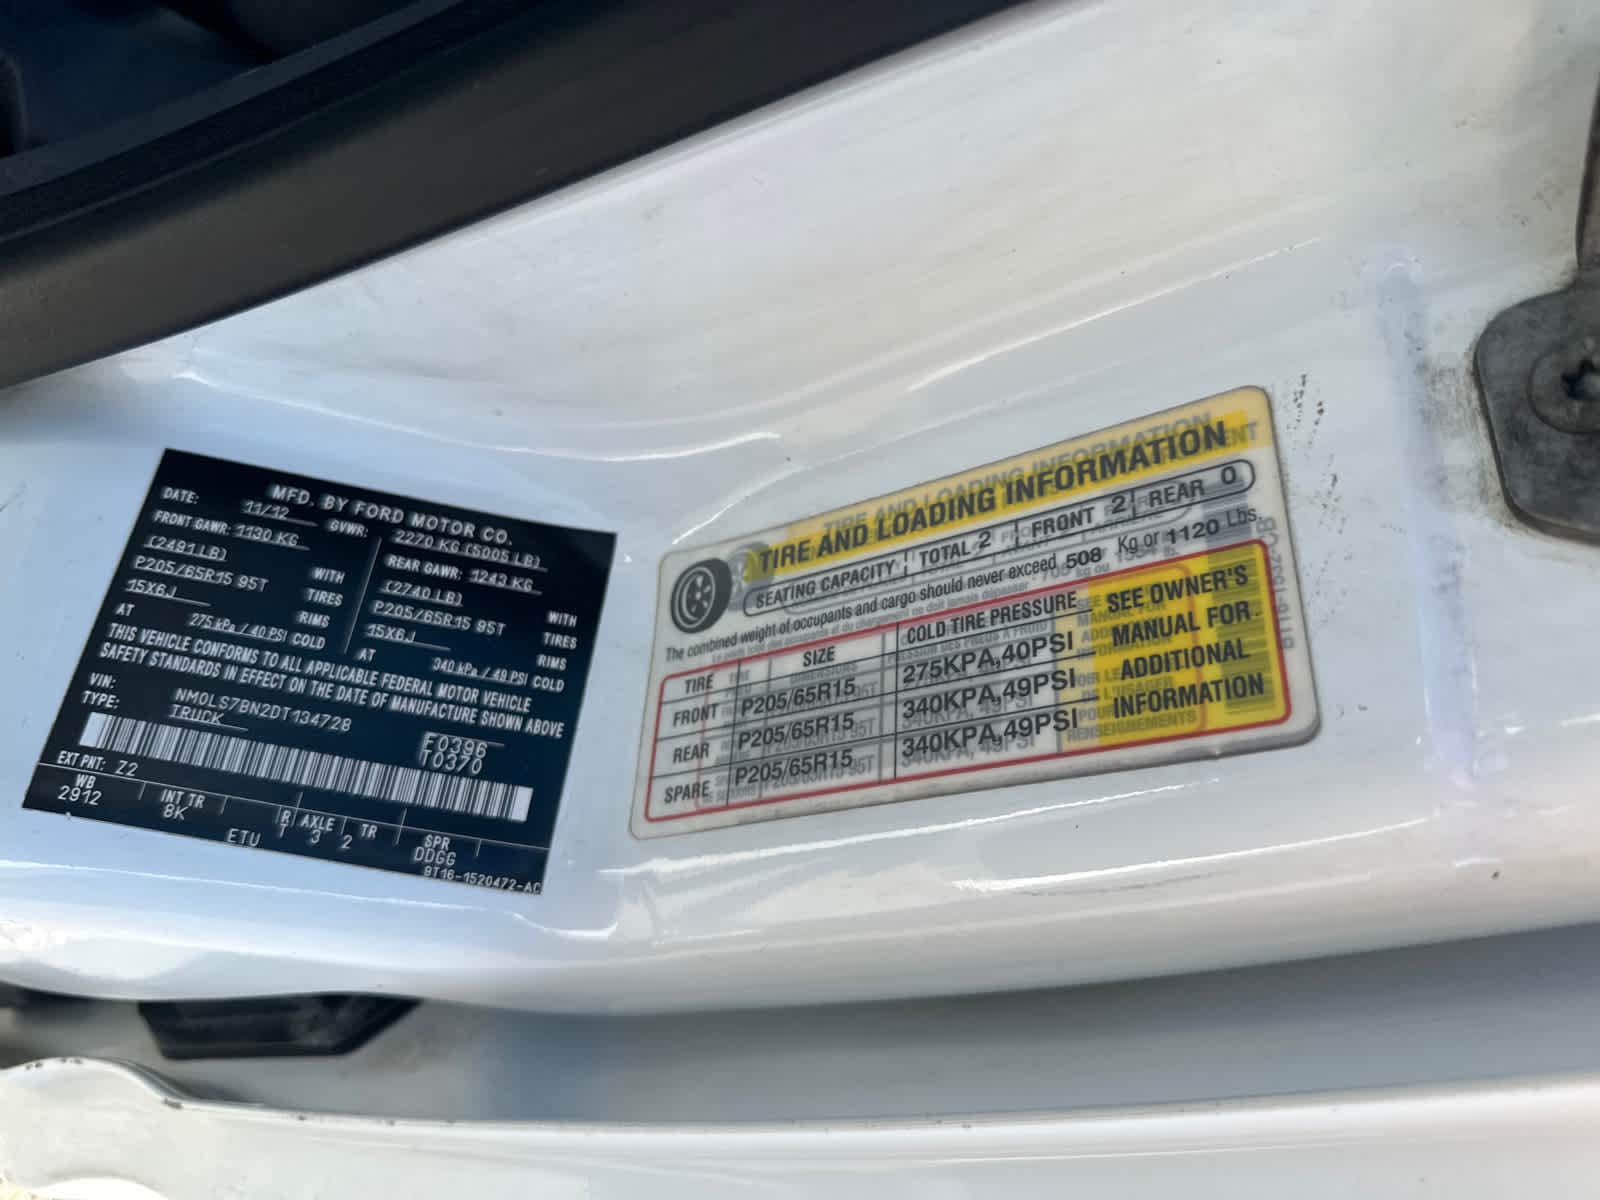 MFD. BY FORD MOTOR CO.
DATE: 11/12 GVWR: 2270 KG (5005 LB)
FRONT GAWR: 1130 KG REAR GAWR: 1243 KG
(2491 LB) (2740 LB)
P205/65R15 95T WITH TIRES P205/65R15 95T WITH TIRES
15X6J RIMS 15X6J RIMS
AT 275 kPa / 40 PSI COLD AT 340 kPa / 49 PSI COLD
THIS VEHICLE CONFORMS TO ALL APPLICABLE FEDERAL MOTOR VEHICLE
SAFETY STANDARDS IN EFFECT ON THE DATE OF MANUFACTURE SHOWN ABOVE
VIN: NM0LS7BN2DT134728
TYPE: TRUCK
F0396
T0370
EXT PNT: Z2
WB INT TR R AXLE TR SPR
2912 8K T 3 2 DDGG
ETU
9T16-1520472-AC
TIRE AND LOADING INFORMATION
SEATING CAPACITY TOTAL 2 FRONT 2 REAR 0
The combined weight of occupants and cargo should never exceed 508 Kg or 1120 Lbs.
TIRE SIZE COLD TIRE PRESSURE
FRONT P205/65R15 275KPA,40PSI
REAR P205/65R15 340KPA,49PSI
SPARE P205/65R15 340KPA,49PSI
SEE OWNER'S
MANUAL FOR
ADDITIONAL
INFORMATION